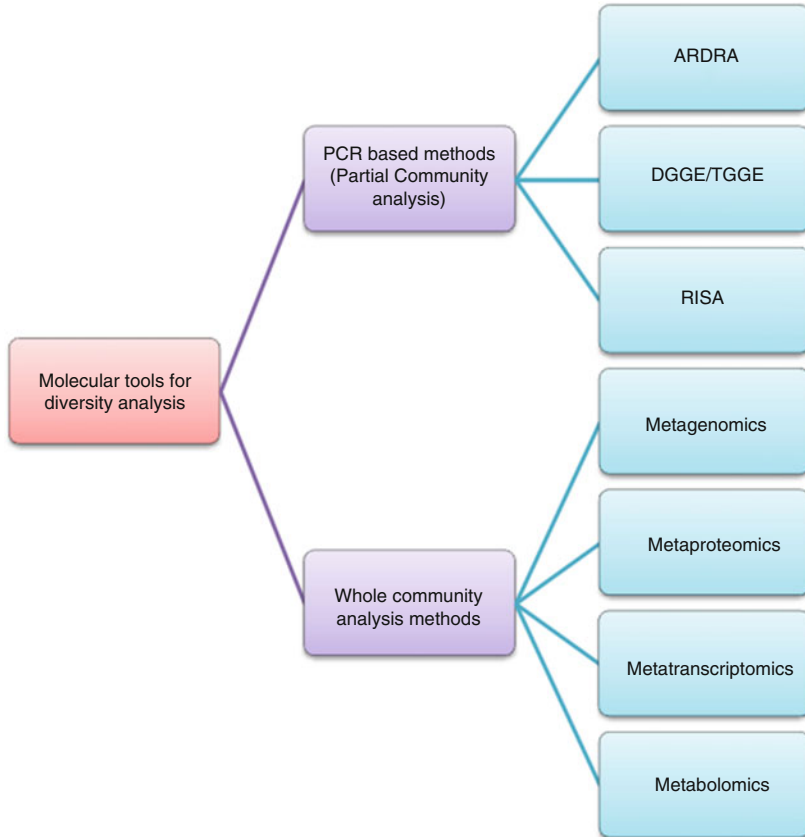 Molecular tools for
diversity analysis
PCR based methods
(Partial Community
analysis)
ARDRA
DGGE/TGGE
RISA
Whole community
analysis methods
Metagenomics
Metaproteomics
Metatranscriptomics
Metabolomics